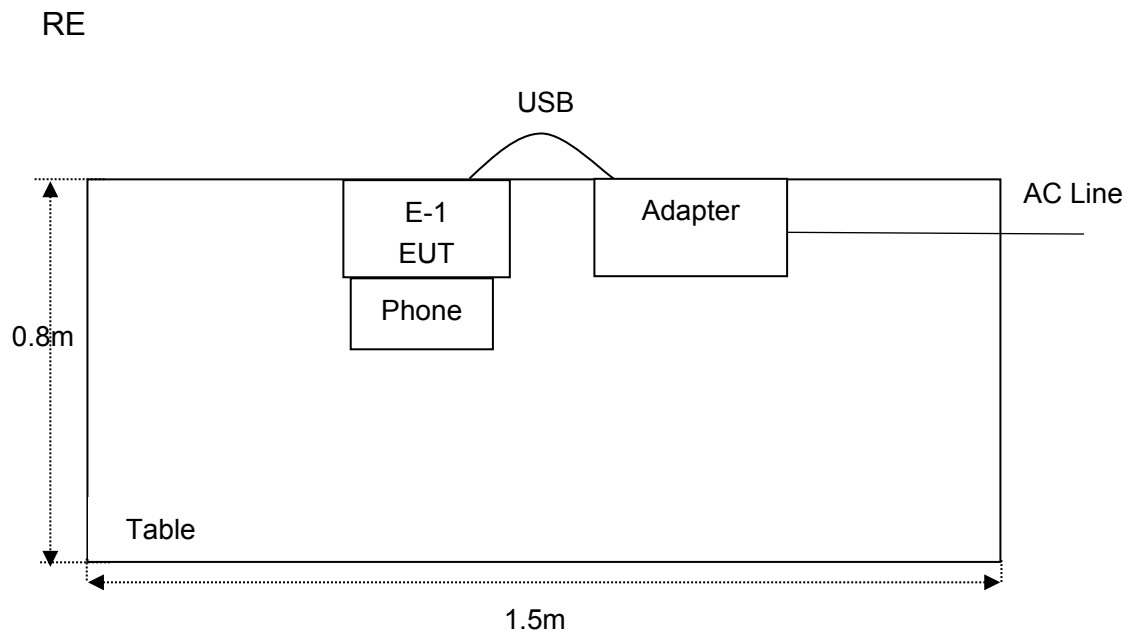 RE
USB
E-1
EUT
Adapter
AC Line
Phone
0.8m
Table
1.5m